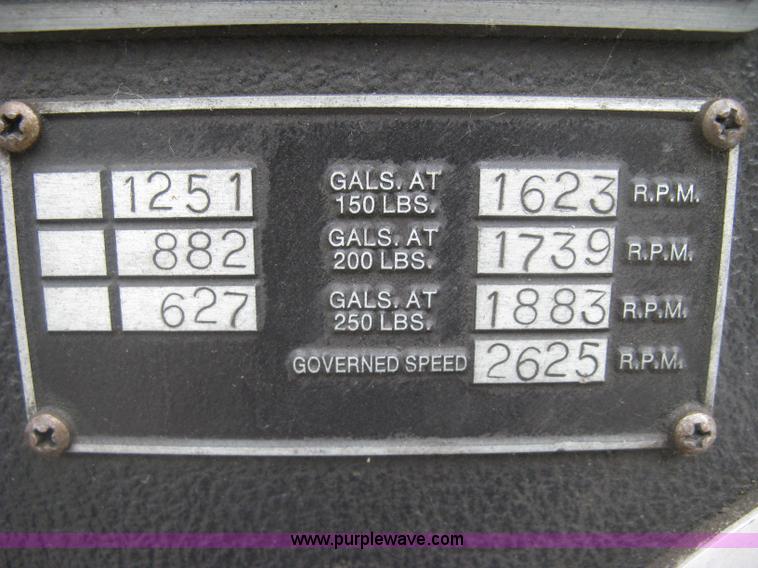 1251 GALS. AT 150 LBS. 1623 R.P.M.
882 GALS. AT 200 LBS. 1739 R.P.M.
627 GALS. AT 250 LBS. 1883 R.P.M.
GOVERNED SPEED 2625 R.P.M.
www.purplewave.com